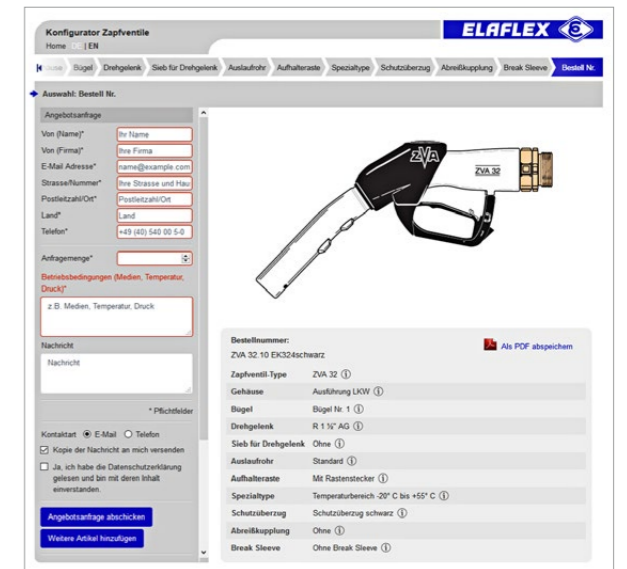 Konfigurator Zapfventile
ELAFLEX
Home DE | EN
Bügel Drehgelenk Sieb für Drehgelenk Auslaufrohr Aufhalteraste Spezialtype Schutzüberzug Abreißkupplung Break Sleeve Bestell Nr.
Auswahl: Bestell Nr.
Angebotsanfrage
Von (Name)* Ihr Name
Von (Firma)* Ihre Firma
E-Mail Adresse* name@example.com
Strasse/Nummer* Ihre Strasse und Hau
Postleitzahl/Ort* Postleitzahl/Ort
Land* Land
Telefon* +49 (40) 540 00 5-0
Anfragemenge*
Betriebsbedingungen (Medien, Temperatur,
Druck)*
z.B. Medien, Temperatur, Druck
Nachricht
Nachricht
* Pflichtfelder
Kontaktart E-Mail Telefon
Kopie der Nachricht an mich versenden
Ja, ich habe die Datenschutzerklärung
gelesen und bin mit deren Inhalt
einverstanden.
Angebotsanfrage abschicken
Weitere Artikel hinzufügen
ZVA
ZVA 32
Bestellnummer:
ZVA 32.10 EK324schwarz
Als PDF abspeichern
Zapfventil-Type ZVA 32
Gehäuse Ausführung LKW
Bügel Bügel Nr. 1
Drehgelenk R 1 ½" AG
Sieb für Drehgelenk Ohne
Auslaufrohr Standard
Aufhalteraste Mit Rastenstecker
Spezialtype Temperaturbereich -20° C bis +55° C
Schutzüberzug Schutzüberzug schwarz
Abreißkupplung Ohne
Break Sleeve Ohne Break Sleeve